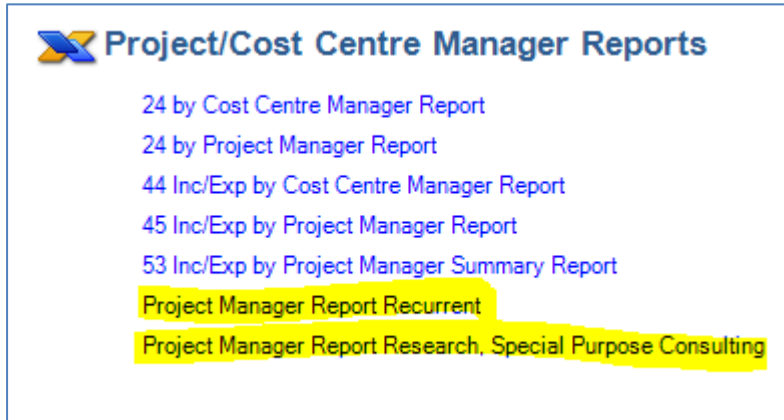 Project/Cost Centre Manager Reports
24 by Cost Centre Manager Report
24 by Project Manager Report
44 Inc/Exp by Cost Centre Manager Report
45 Inc/Exp by Project Manager Report
53 Inc/Exp by Project Manager Summary Report
Project Manager Report Recurrent
Project Manager Report Research, Special Purpose Consulting